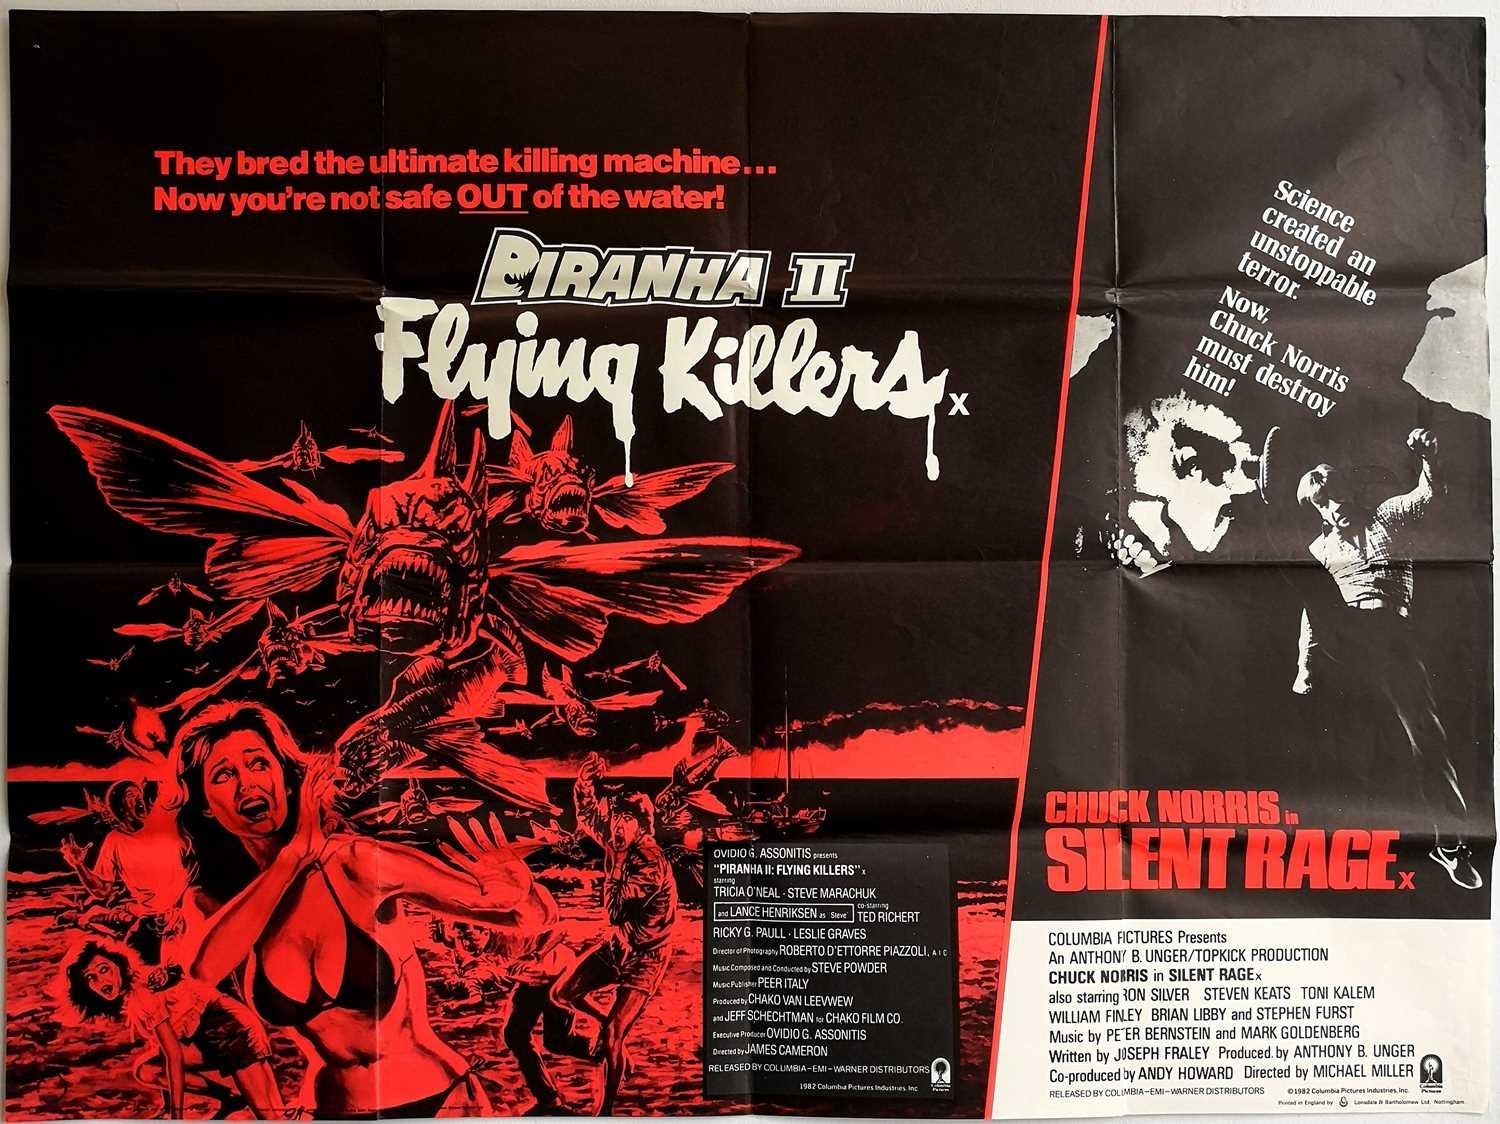 They bred the ultimate killing machine...
Now you're not safe OUT of the water!
PIRANHA II
Flying Killers x
OVIDIO G. ASSONITIS presents
"PIRANHA II: FLYING KILLERS" x
starring
TRICIA O'NEAL · STEVE MARACHUK
and LANCE HENRIKSEN as 'Steve' co-starring TED RICHERT
RICKY G. PAULL · LESLIE GRAVES
Director of Photography ROBERTO D'ETTORRE PIAZZOLI, A I C
Music Composed and Conducted by STEVE POWDER
Music Publisher PEER ITALY
Produced by CHAKO VAN LEEVWEW
and JEFF SCHECHTMAN for CHAKO FILM CO.
Executive Producer OVIDIO G. ASSONITIS
Directed by JAMES CAMERON
RELEASED BY COLUMBIA-EMI-WARNER DISTRIBUTORS
1982 Columbia Pictures Industries, Inc.
Columbia
Pictures
Science
created an
unstoppable
terror.
Now,
Chuck Norris
must destroy
him!
CHUCK NORRIS in
SILENT RAGE x
COLUMBIA PICTURES Presents
An ANTHONY B. UNGER/TOPKICK PRODUCTION
CHUCK NORRIS in SILENT RAGE x
also starring RON SILVER STEVEN KEATS TONI KALEM
WILLIAM FINLEY BRIAN LIBBY and STEPHEN FURST
Music by PETER BERNSTEIN and MARK GOLDENBERG
Written by JOSEPH FRALEY Produced by ANTHONY B. UNGER
Co-produced by ANDY HOWARD Directed by MICHAEL MILLER
RELEASED BY COLUMBIA-EMI-WARNER DISTRIBUTORS
©1982 Columbia Pictures Industries, Inc.
Columbia
Pictures
Printed in England by Lonsdale & Bartholomew Ltd. Nottingham.